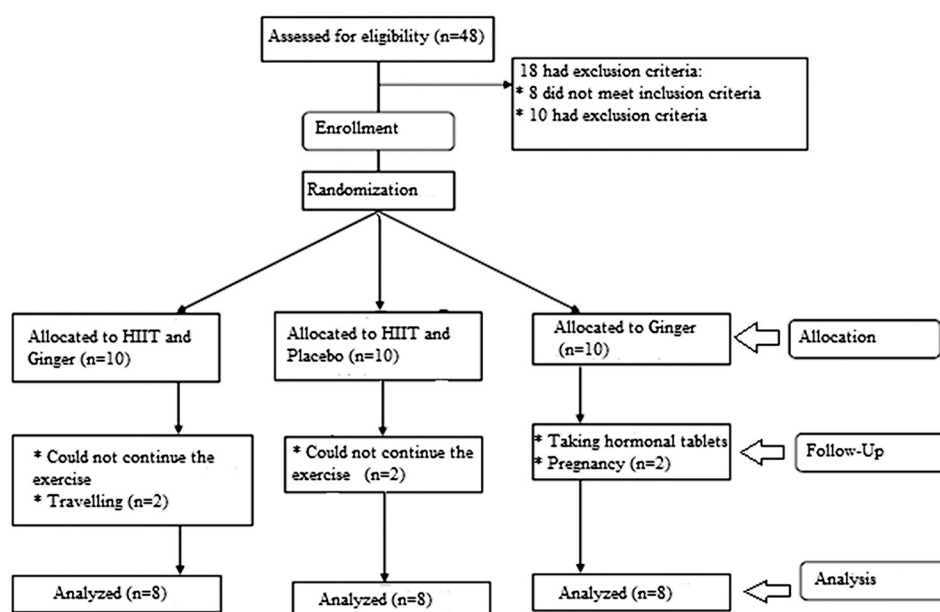 Assessed for eligibility (n=48)
18 had exclusion criteria:
* 8 did not meet inclusion criteria
* 10 had exclusion criteria
Enrollment
Randomization
Allocated to HIIT and
Ginger (n=10)
Allocated to HIIT and
Placebo (n=10)
Allocated to Ginger
(n=10)
Allocation
* Could not continue the
exercise
* Travelling (n=2)
* Could not continue the
exercise (n=2)
* Taking hormonal tablets
* Pregnancy (n=2)
Follow-Up
Analyzed (n=8)
Analyzed (n=8)
Analyzed (n=8)
Analysis